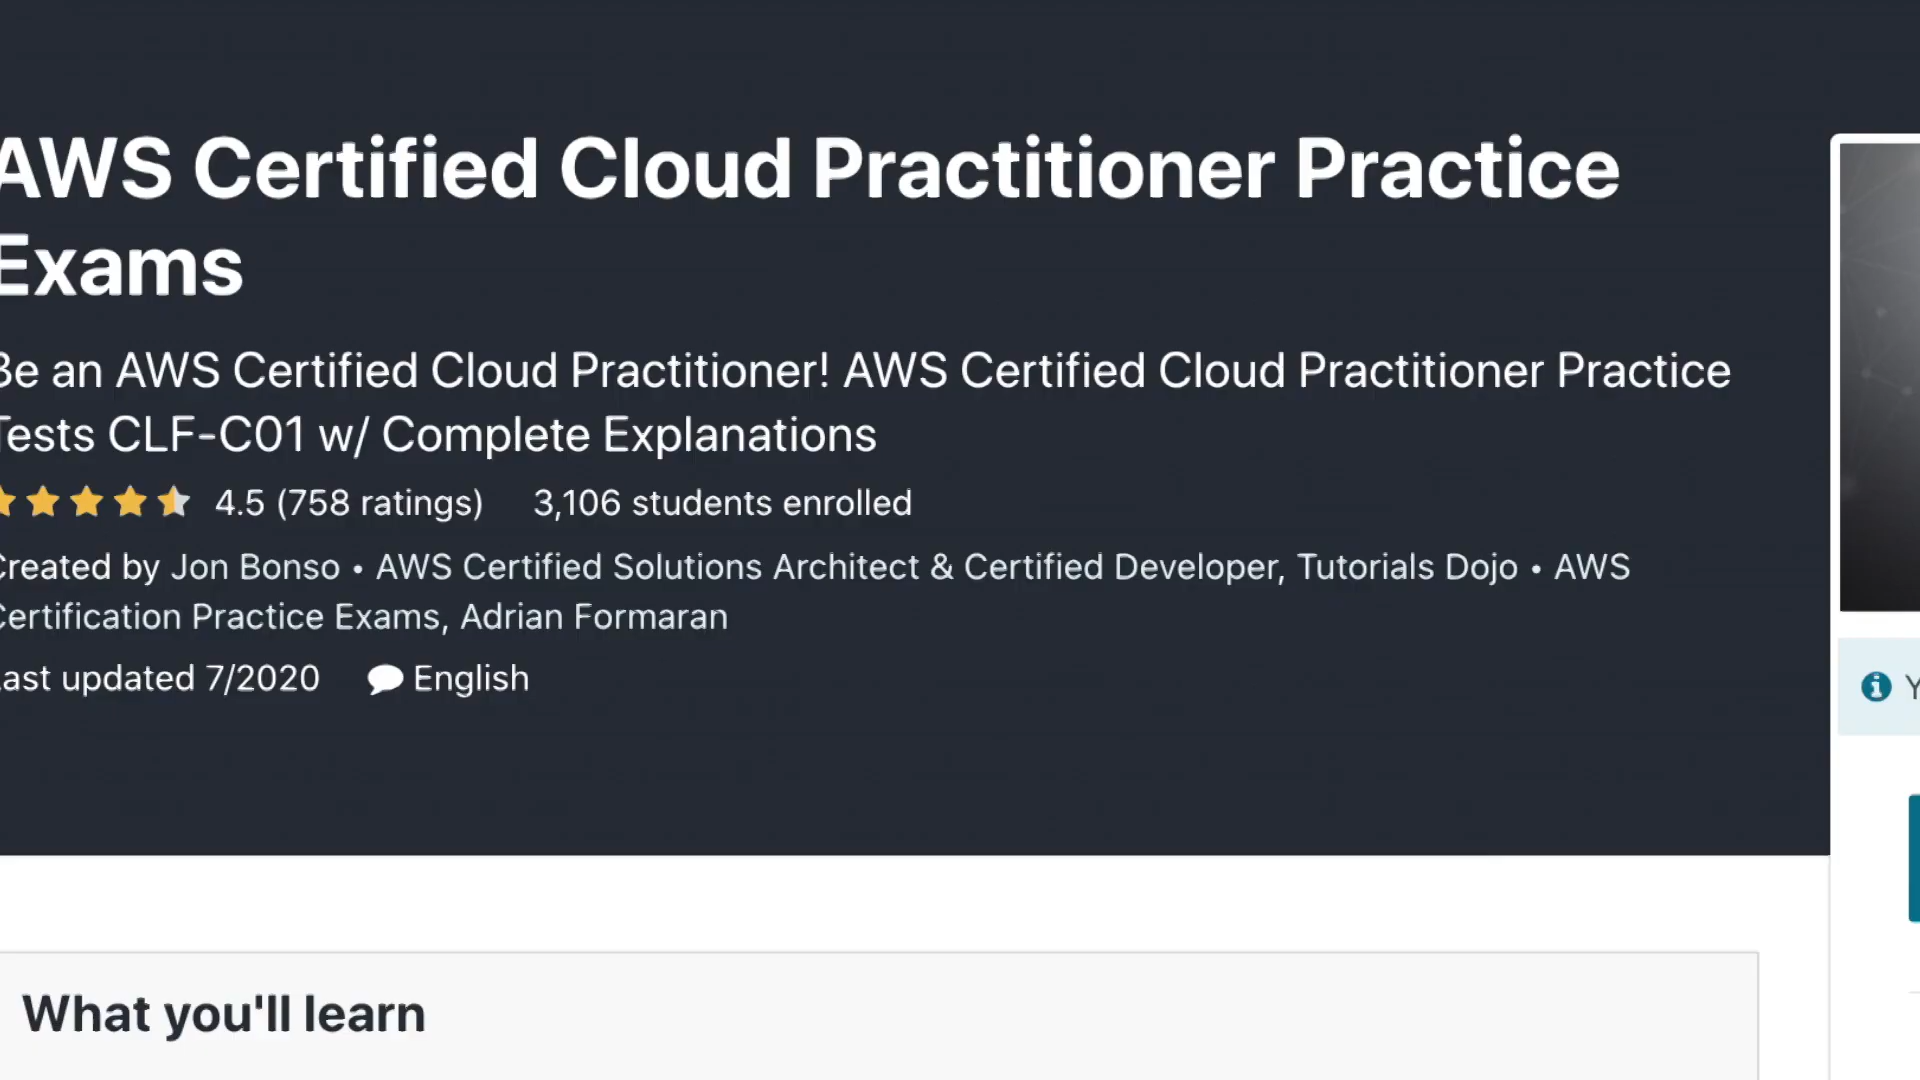 AWS Certified Cloud Practitioner Practice
Exams
Be an AWS Certified Cloud Practitioner! AWS Certified Cloud Practitioner Practice
Tests CLF-C01 w/ Complete Explanations
4.5 (758 ratings) 3,106 students enrolled
Created by Jon Bonso • AWS Certified Solutions Architect & Certified Developer, Tutorials Dojo • AWS
Certification Practice Exams, Adrian Formaran
Last updated 7/2020 English
What you'll learn